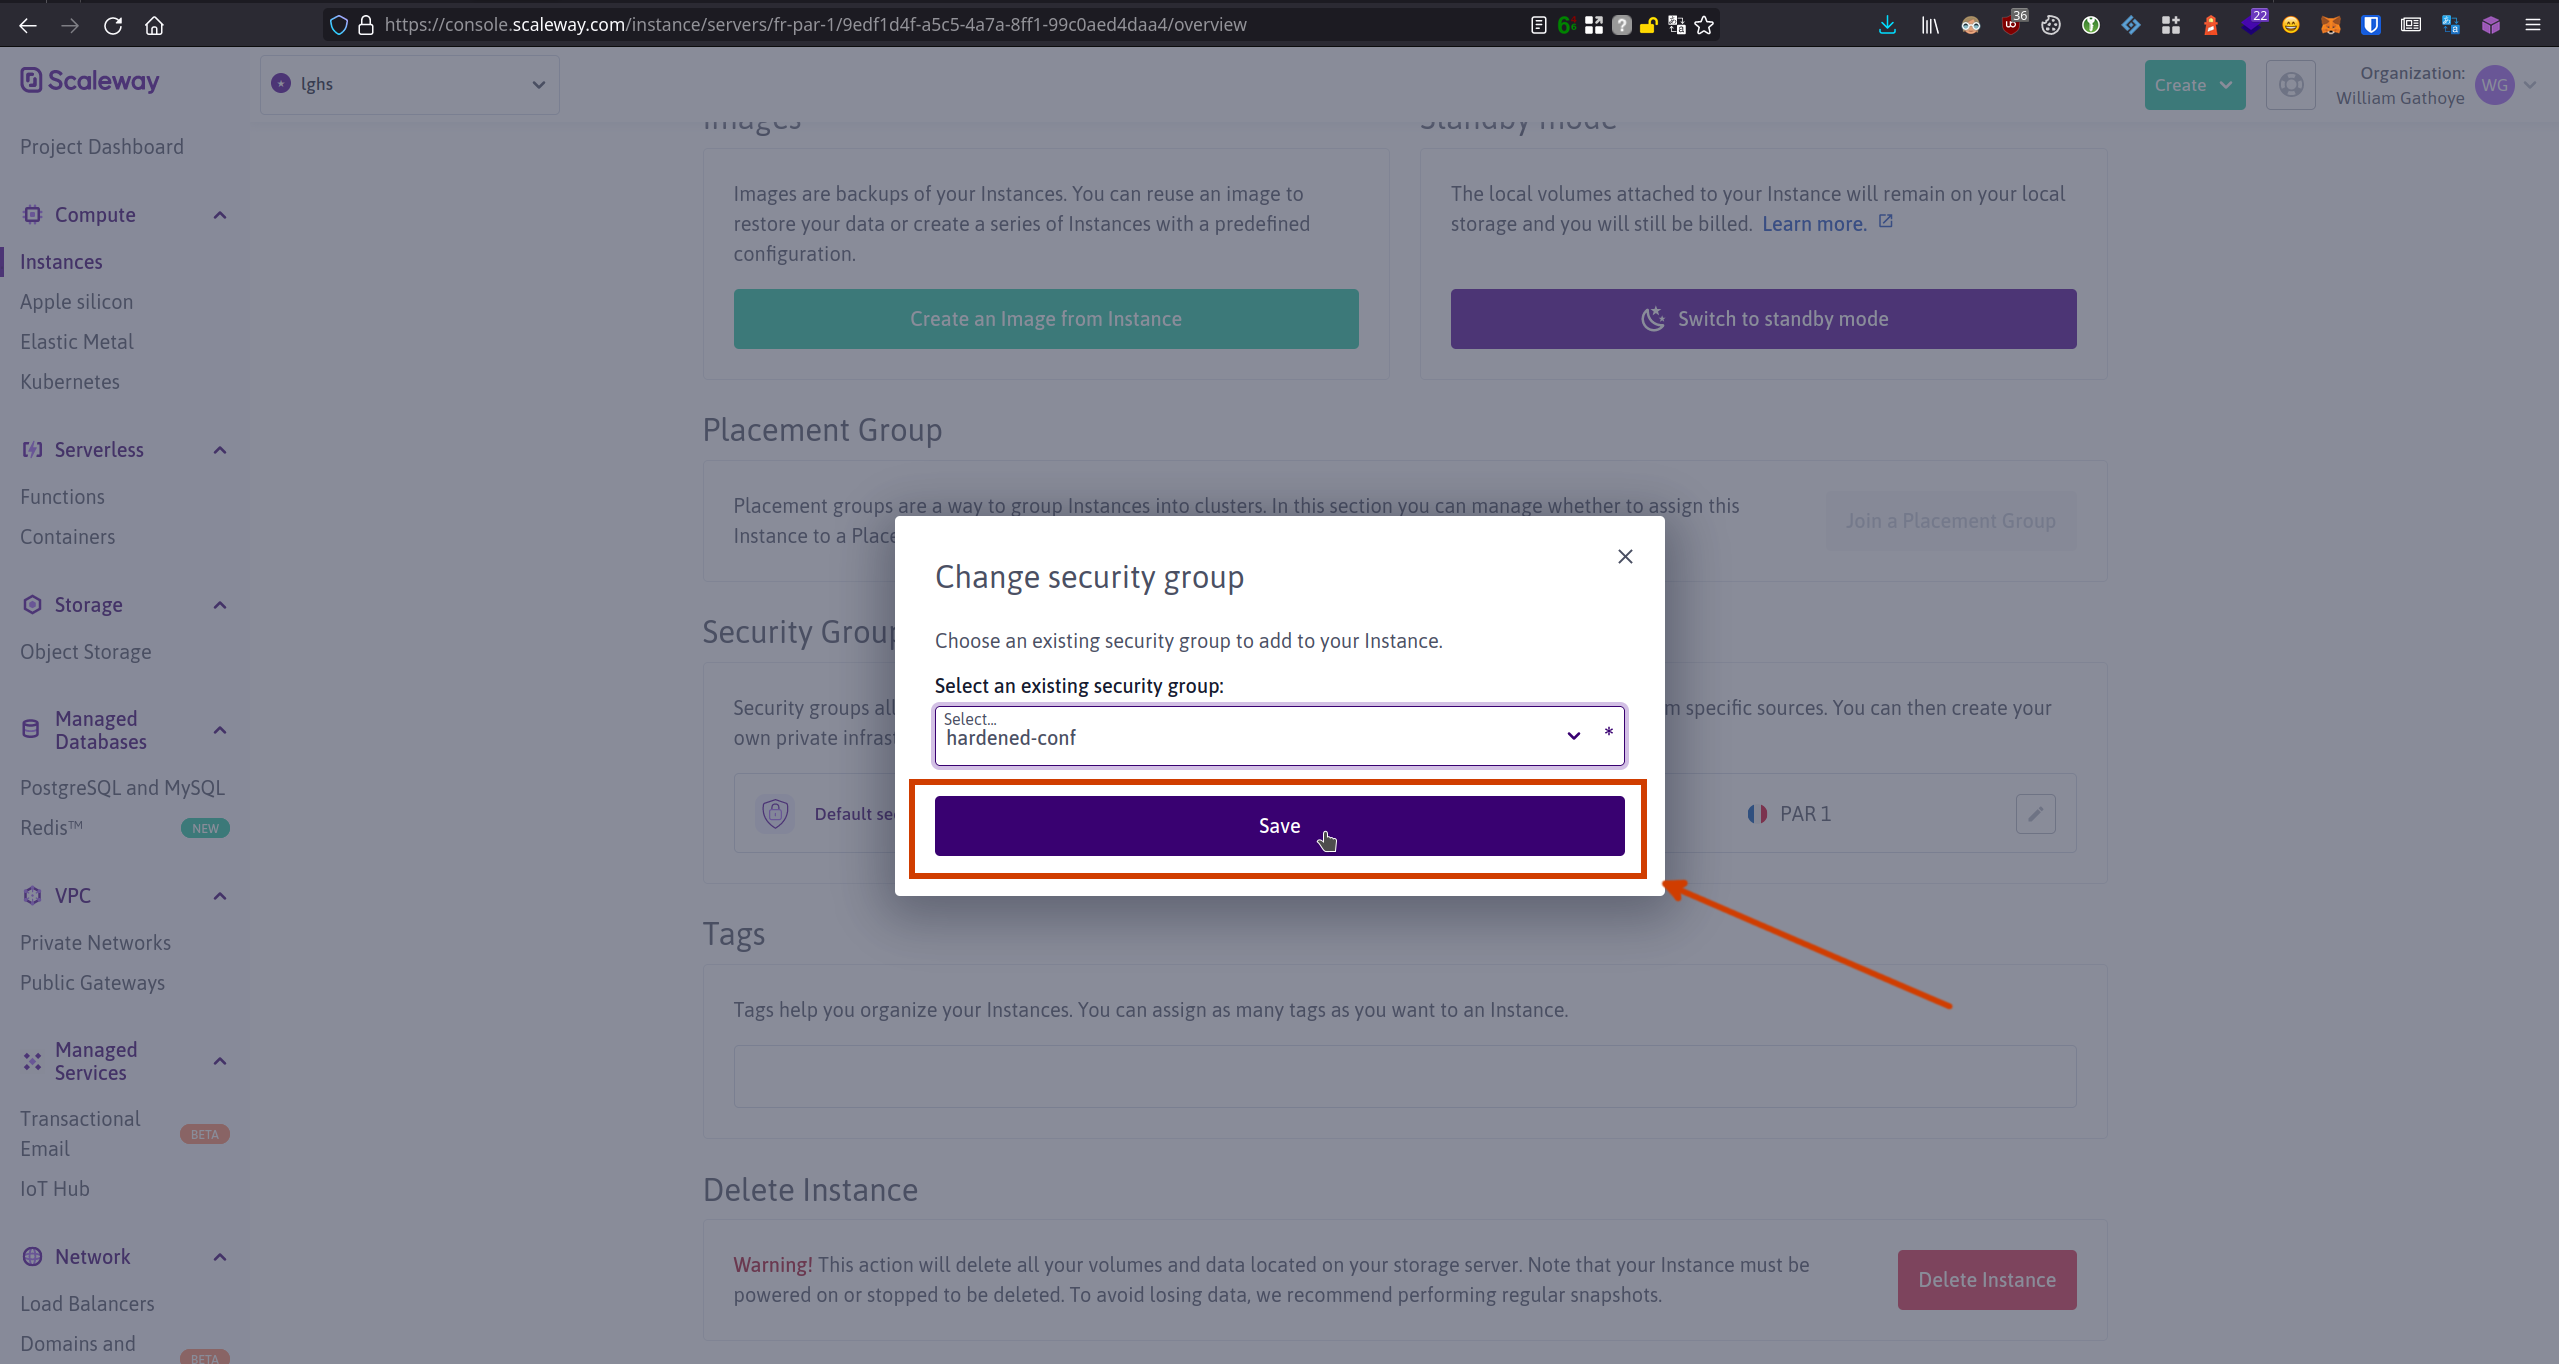 https://console.scaleway.com/instance/servers/fr-par-1/9edf1d4f-a5c5-4a7a-8ff1-99c0aed4daa4/overview
36
22
Scaleway
lghs
Create
Organization:
William Gathoye
WG
Project Dashboard
Compute
Instances
Apple silicon
Elastic Metal
Kubernetes
Serverless
Functions
Containers
Storage
Object Storage
Managed
Databases
PostgreSQL and MySQL
Redis™
NEW
VPC
Private Networks
Public Gateways
Managed
Services
Transactional
Email
BETA
IoT Hub
Network
Load Balancers
Domains and
BETA
Images
Images are backups of your Instances. You can reuse an image to
restore your data or create a series of Instances with a predefined
configuration.
Create an Image from Instance
Standby mode
The local volumes attached to your Instance will remain on your local
storage and you will still be billed. Learn more.
Switch to standby mode
Placement Group
Placement groups are a way to group Instances into clusters. In this section you can manage whether to assign this
Instance to a Place
Join a Placement Group
Security Group
Security groups all
m specific sources. You can then create your
own private infras
Default se
PAR 1
Change security group
Choose an existing security group to add to your Instance.
Select an existing security group:
Select...
hardened-conf
*
Save
Tags
Tags help you organize your Instances. You can assign as many tags as you want to an Instance.
Delete Instance
Warning! This action will delete all your volumes and data located on your storage server. Note that your Instance must be
powered on or stopped to be deleted. To avoid losing data, we recommend performing regular snapshots.
Delete Instance